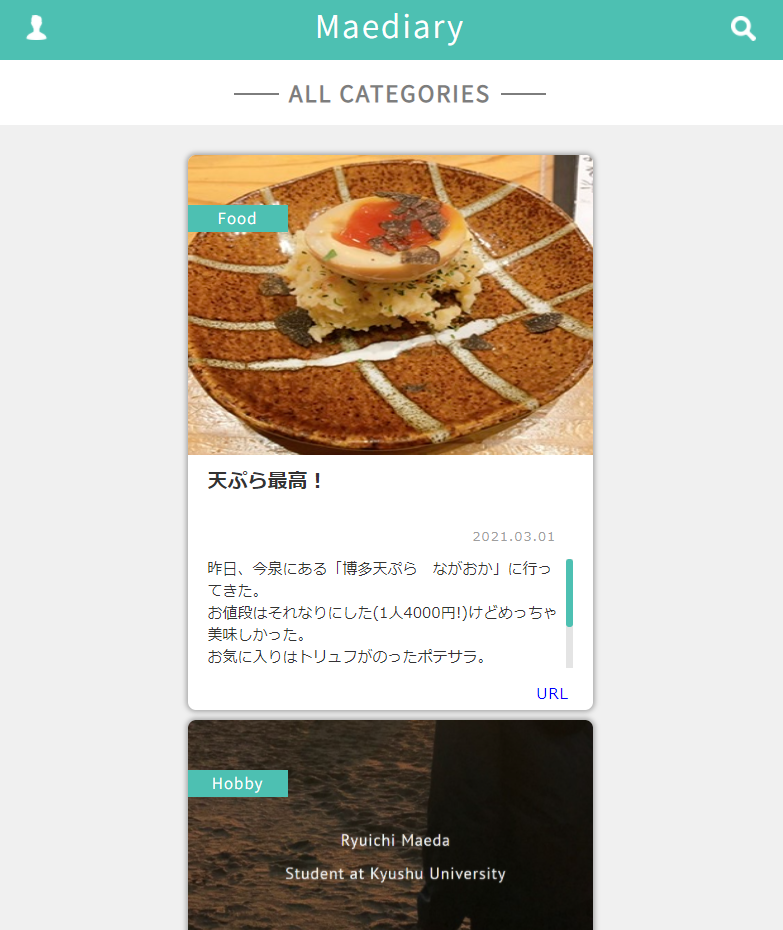 Maediary
ALL CATEGORIES
Food
天ぷら最高！
2021.03.01
昨日、今泉にある「博多天ぷら　ながおか」に行っ
てきた。
お値段はそれなりにした(1人4000円!)けどめっちゃ
美味しかった。
お気に入りはトリュフがのったポテサラ。
URL
Hobby
Ryuichi Maeda
Student at Kyushu University